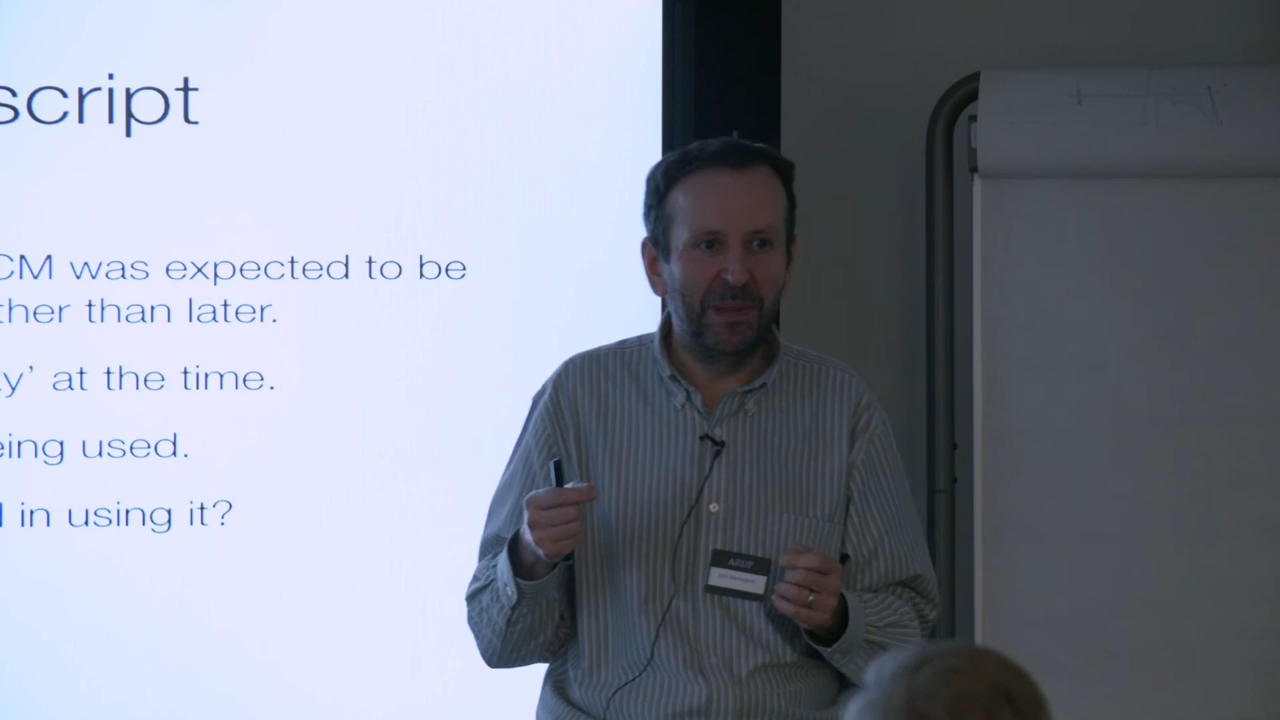 script
CM was expected to be
ther than later.
y’ at the time.
eing used.
l in using it?
ARUP